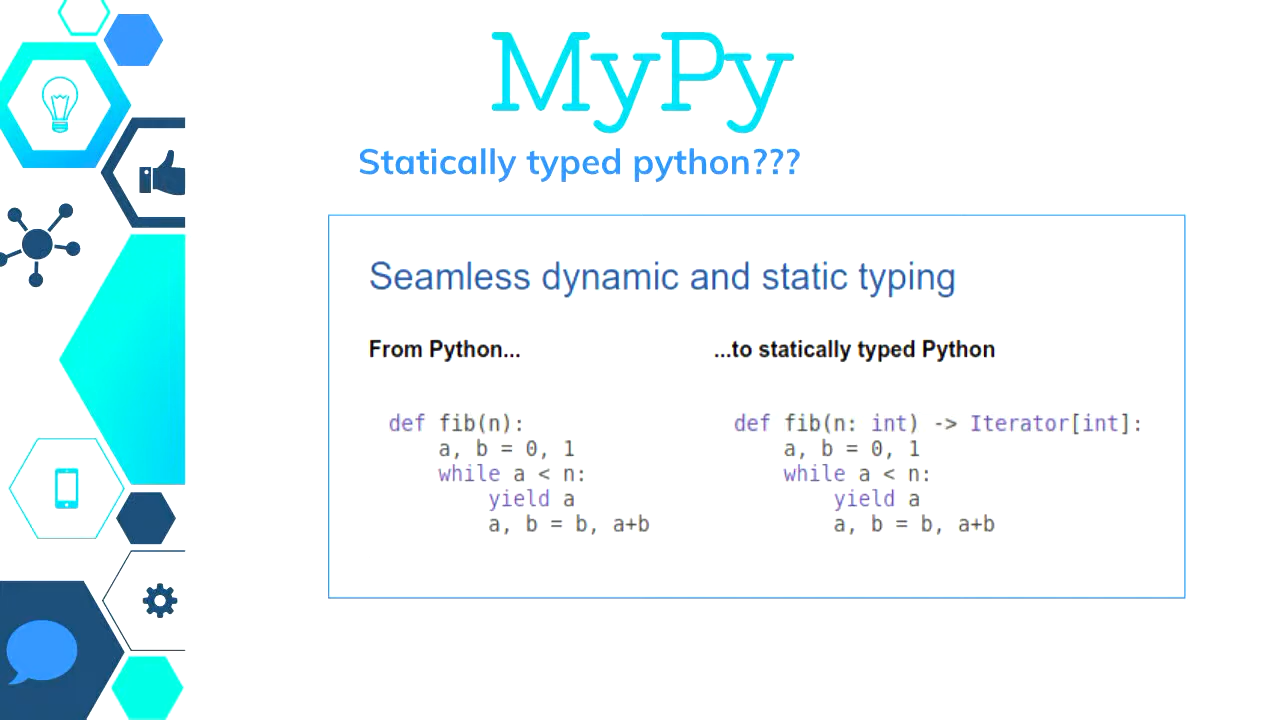 MyPy
Statically typed python???
Seamless dynamic and static typing
From Python...
def fib(n):
    a, b = 0, 1
    while a < n:
        yield a
        a, b = b, a+b
...to statically typed Python
def fib(n: int) -> Iterator[int]:
    a, b = 0, 1
    while a < n:
        yield a
        a, b = b, a+b